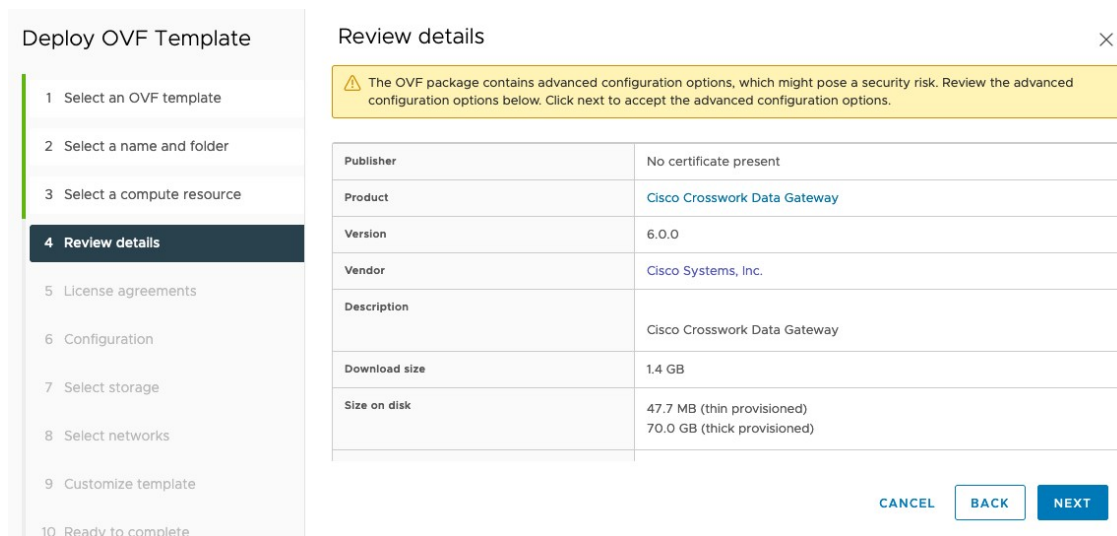 Deploy OVF Template
1 Select an OVF template
2 Select a name and folder
3 Select a compute resource
4 Review details
5 License agreements
6 Configuration
7 Select storage
8 Select networks
9 Customize template
10 Ready to complete
Review details
The OVF package contains advanced configuration options, which might pose a security risk. Review the advanced
configuration options below. Click next to accept the advanced configuration options.
Publisher No certificate present
Product Cisco Crosswork Data Gateway
Version 6.0.0
Vendor Cisco Systems, Inc.
Description Cisco Crosswork Data Gateway
Download size 1.4 GB
Size on disk 47.7 MB (thin provisioned)
70.0 GB (thick provisioned)
CANCEL BACK NEXT